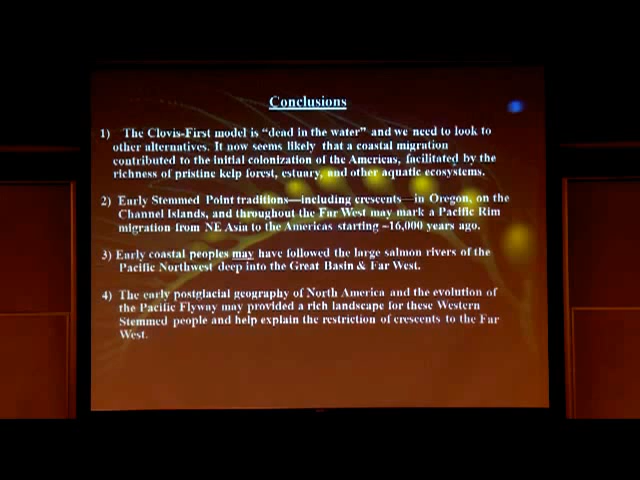 Conclusions
1) The Clovis-First model is "dead in the water" and we need to look to
other alternatives. It now seems likely that a coastal migration
contributed to the initial colonization of the Americas, facilitated by the
richness of pristine kelp forest, estuary, and other aquatic ecosystems.
2) Early Stemmed Point traditions—including crescents—in Oregon, on the
Channel Islands, and throughout the Far West may mark a Pacific Rim
migration from NE Asia to the Americas starting ~16,000 years ago.
3) Early coastal peoples may have followed the large salmon rivers of the
Pacific Northwest deep into the Great Basin & Far West.
4) The early postglacial geography of North America and the evolution of
the Pacific Flyway may provided a rich landscape for these Western
Stemmed people and help explain the restriction of crescents to the Far
West.